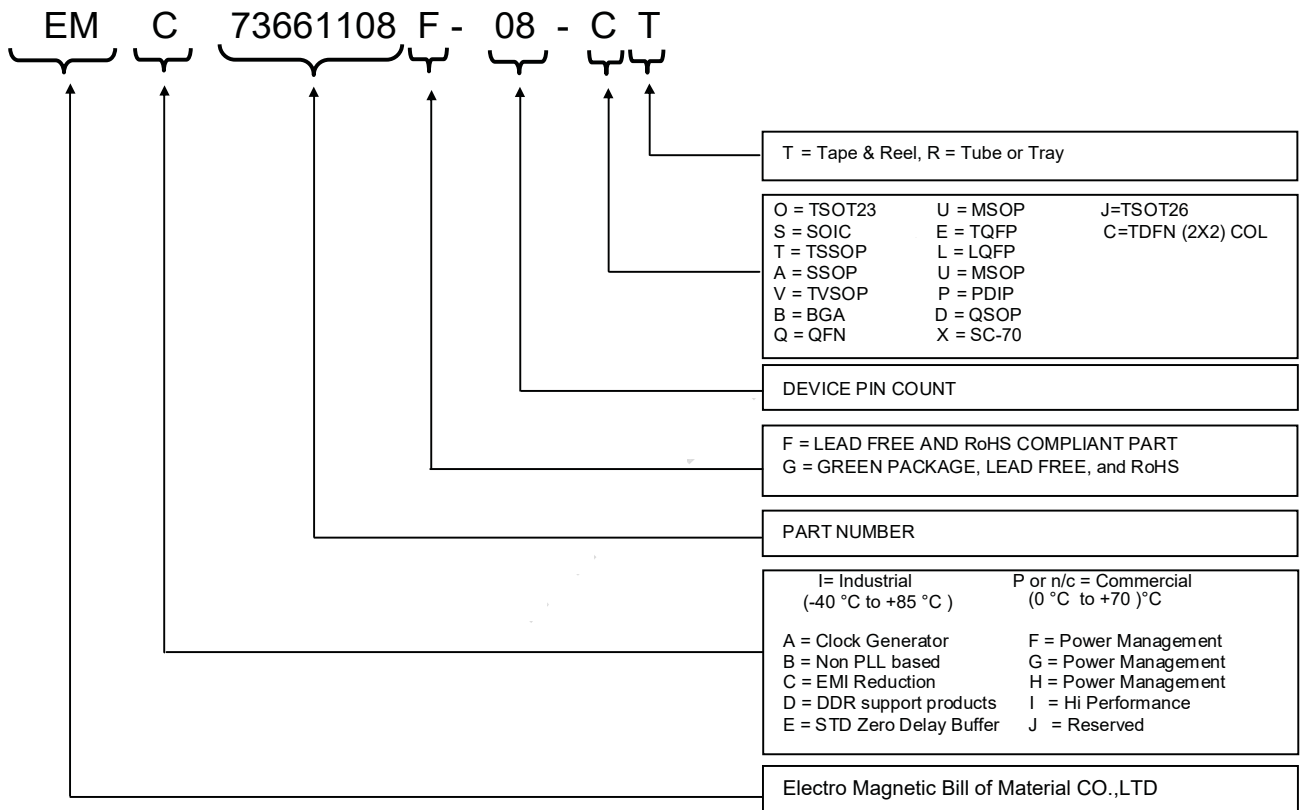 EM C 73661108 F - 08 - C T
T = Tape & Reel, R = Tube or Tray
O = TSOT23 U = MSOP J=TSOT26
S = SOIC E = TQFP C=TDFN (2X2) COL
T = TSSOP L = LQFP
A = SSOP U = MSOP
V = TVSOP P = PDIP
B = BGA D = QSOP
Q = QFN X = SC-70
DEVICE PIN COUNT
F = LEAD FREE AND RoHS COMPLIANT PART
G = GREEN PACKAGE, LEAD FREE, and RoHS
PART NUMBER
I= Industrial P or n/c = Commercial
(-40 °C to +85 °C ) (0 °C to +70 )°C
A = Clock Generator F = Power Management
B = Non PLL based G = Power Management
C = EMI Reduction H = Power Management
D = DDR support products I = Hi Performance
E = STD Zero Delay Buffer J = Reserved
Electro Magnetic Bill of Material CO.,LTD